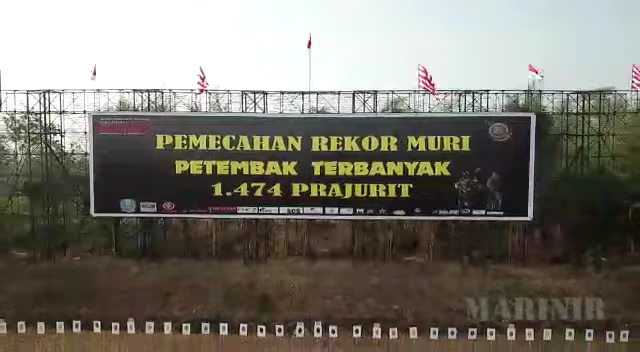 PEMECAHAN REKOR MURI
PETEMBAK TERBANYAK
1.474 PRAJURIT
MARINIR